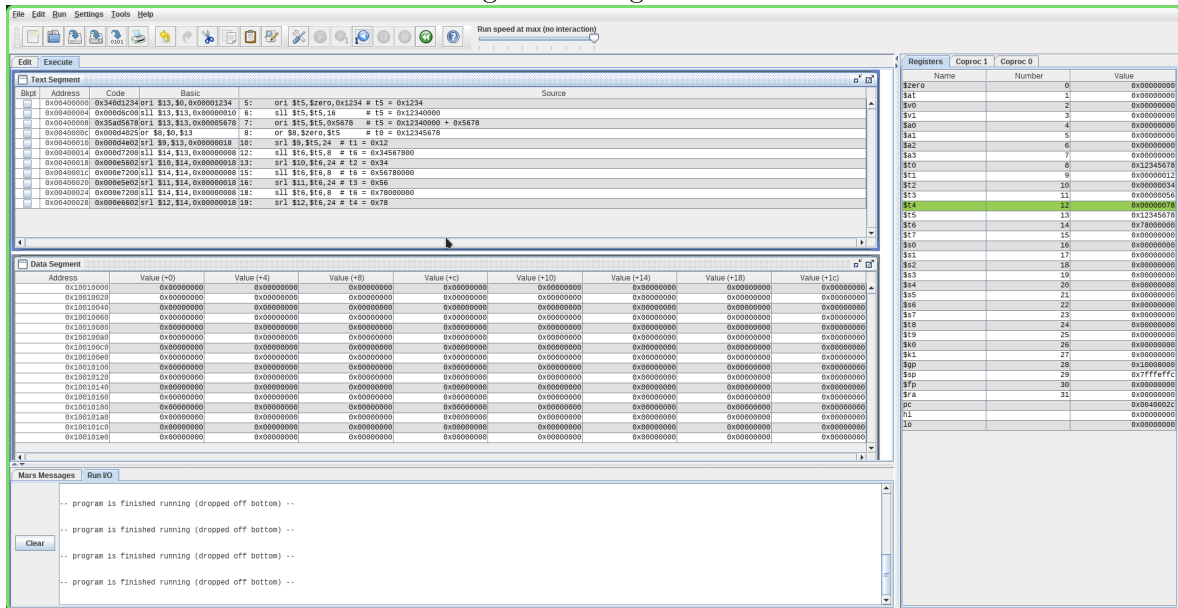 File Edit Run Settings Tools Help
Run speed at max (no interaction)
Edit Execute
Text Segment
Bkpt Address Code Basic Source
0x00400000 0x340d1234 ori $13,$0,0x00001234 5: ori $t5,$zero,0x1234 # t5 = 0x1234
0x00400004 0x000d6c00 sll $13,$13,0x00000010 6: sll $t5,$t5,16 # t5 = 0x12340000
0x00400008 0x35ad5678 ori $13,$13,0x00005678 7: ori $t5,$t5,0x5678 # t5 = 0x12340000 + 0x5678
0x0040000c 0x000d4025 or $8,$0,$13 8: or $8,$zero,$t5 # t0 = 0x12345678
0x00400010 0x000d4e02 srl $9,$13,0x00000018 10: srl $9,$t5,24 # t1 = 0x12
0x00400014 0x000d7200 sll $14,$13,0x00000008 12: sll $t6,$t5,8 # t6 = 0x34567800
0x00400018 0x000e5602 srl $10,$14,0x00000018 13: srl $10,$t6,24 # t2 = 0x34
0x0040001c 0x000e7200 sll $14,$14,0x00000008 15: sll $t6,$t6,8 # t6 = 0x56780000
0x00400020 0x000e5e02 srl $11,$14,0x00000018 16: srl $11,$t6,24 # t3 = 0x56
0x00400024 0x000e7200 sll $14,$14,0x00000008 18: sll $t6,$t6,8 # t6 = 0x78000000
0x00400028 0x000e6602 srl $12,$14,0x00000018 19: srl $12,$t6,24 # t4 = 0x78
Data Segment
Address Value (+0) Value (+4) Value (+8) Value (+c) Value (+10) Value (+14) Value (+18) Value (+1c)
0x10010000 0x00000000 0x00000000 0x00000000 0x00000000 0x00000000 0x00000000 0x00000000 0x00000000
0x10010020 0x00000000 0x00000000 0x00000000 0x00000000 0x00000000 0x00000000 0x00000000 0x00000000
0x10010040 0x00000000 0x00000000 0x00000000 0x00000000 0x00000000 0x00000000 0x00000000 0x00000000
0x10010060 0x00000000 0x00000000 0x00000000 0x00000000 0x00000000 0x00000000 0x00000000 0x00000000
0x10010080 0x00000000 0x00000000 0x00000000 0x00000000 0x00000000 0x00000000 0x00000000 0x00000000
0x100100a0 0x00000000 0x00000000 0x00000000 0x00000000 0x00000000 0x00000000 0x00000000 0x00000000
0x100100c0 0x00000000 0x00000000 0x00000000 0x00000000 0x00000000 0x00000000 0x00000000 0x00000000
0x100100e0 0x00000000 0x00000000 0x00000000 0x00000000 0x00000000 0x00000000 0x00000000 0x00000000
0x10010100 0x00000000 0x00000000 0x00000000 0x00000000 0x00000000 0x00000000 0x00000000 0x00000000
0x10010120 0x00000000 0x00000000 0x00000000 0x00000000 0x00000000 0x00000000 0x00000000 0x00000000
0x10010140 0x00000000 0x00000000 0x00000000 0x00000000 0x00000000 0x00000000 0x00000000 0x00000000
0x10010160 0x00000000 0x00000000 0x00000000 0x00000000 0x00000000 0x00000000 0x00000000 0x00000000
0x10010180 0x00000000 0x00000000 0x00000000 0x00000000 0x00000000 0x00000000 0x00000000 0x00000000
0x100101a0 0x00000000 0x00000000 0x00000000 0x00000000 0x00000000 0x00000000 0x00000000 0x00000000
0x100101c0 0x00000000 0x00000000 0x00000000 0x00000000 0x00000000 0x00000000 0x00000000 0x00000000
0x100101e0 0x00000000 0x00000000 0x00000000 0x00000000 0x00000000 0x00000000 0x00000000 0x00000000
Mars Messages Run I/O
-- program is finished running (dropped off bottom) --
-- program is finished running (dropped off bottom) --
Clear
-- program is finished running (dropped off bottom) --
-- program is finished running (dropped off bottom) --
Registers Coproc 1 Coproc 0
Name Number Value
$zero 0 0x00000000
$at 1 0x00000000
$v0 2 0x00000000
$v1 3 0x00000000
$a0 4 0x00000000
$a1 5 0x00000000
$a2 6 0x00000000
$a3 7 0x00000000
$t0 8 0x12345678
$t1 9 0x00000012
$t2 10 0x00000034
$t3 11 0x00000056
$t4 12 0x00000078
$t5 13 0x12345678
$t6 14 0x78000000
$t7 15 0x00000000
$s0 16 0x00000000
$s1 17 0x00000000
$s2 18 0x00000000
$s3 19 0x00000000
$s4 20 0x00000000
$s5 21 0x00000000
$s6 22 0x00000000
$s7 23 0x00000000
$t8 24 0x00000000
$t9 25 0x00000000
$k0 26 0x00000000
$k1 27 0x00000000
$gp 28 0x10008000
$sp 29 0x7fffeffc
$fp 30 0x00000000
$ra 31 0x00000000
pc 0x0040002c
hi 0x00000000
lo 0x00000000